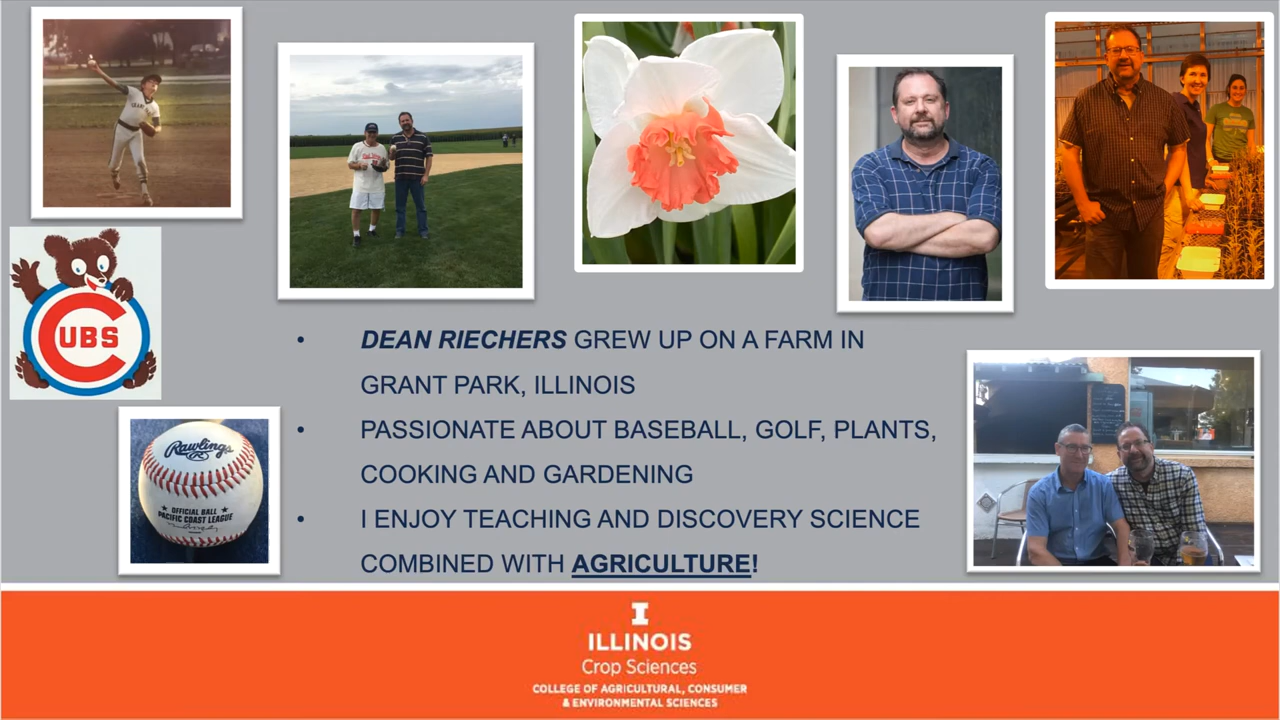 CUBS
Rawlings
R
OFFICIAL BALL
PACIFIC COAST LEAGUE
• DEAN RIECHERS GREW UP ON A FARM IN
GRANT PARK, ILLINOIS
• PASSIONATE ABOUT BASEBALL, GOLF, PLANTS,
COOKING AND GARDENING
• I ENJOY TEACHING AND DISCOVERY SCIENCE
COMBINED WITH AGRICULTURE!
I
ILLINOIS
Crop Sciences
COLLEGE OF AGRICULTURAL, CONSUMER
& ENVIRONMENTAL SCIENCES